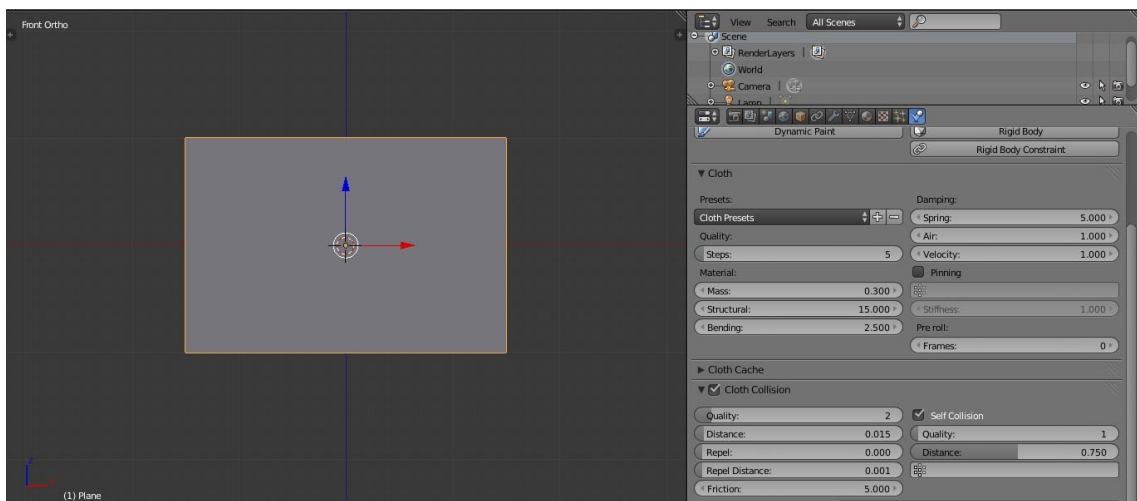 Front Ortho
z
x
(1) Plane
View Search All Scenes
Scene
RenderLayers
World
Camera
Lamp
Dynamic Paint
Rigid Body
Rigid Body Constraint
Cloth
Presets:
Cloth Presets
Quality:
Steps: 5
Material:
Mass: 0.300
Structural: 15.000
Bending: 2.500
Damping:
Spring: 5.000
Air: 1.000
Velocity: 1.000
Pinning
Stiffness: 1.000
Pre roll:
Frames: 0
Cloth Cache
Cloth Collision
Quality: 2
Distance: 0.015
Repel: 0.000
Repel Distance: 0.001
Friction: 5.000
Self Collision
Quality: 1
Distance: 0.750